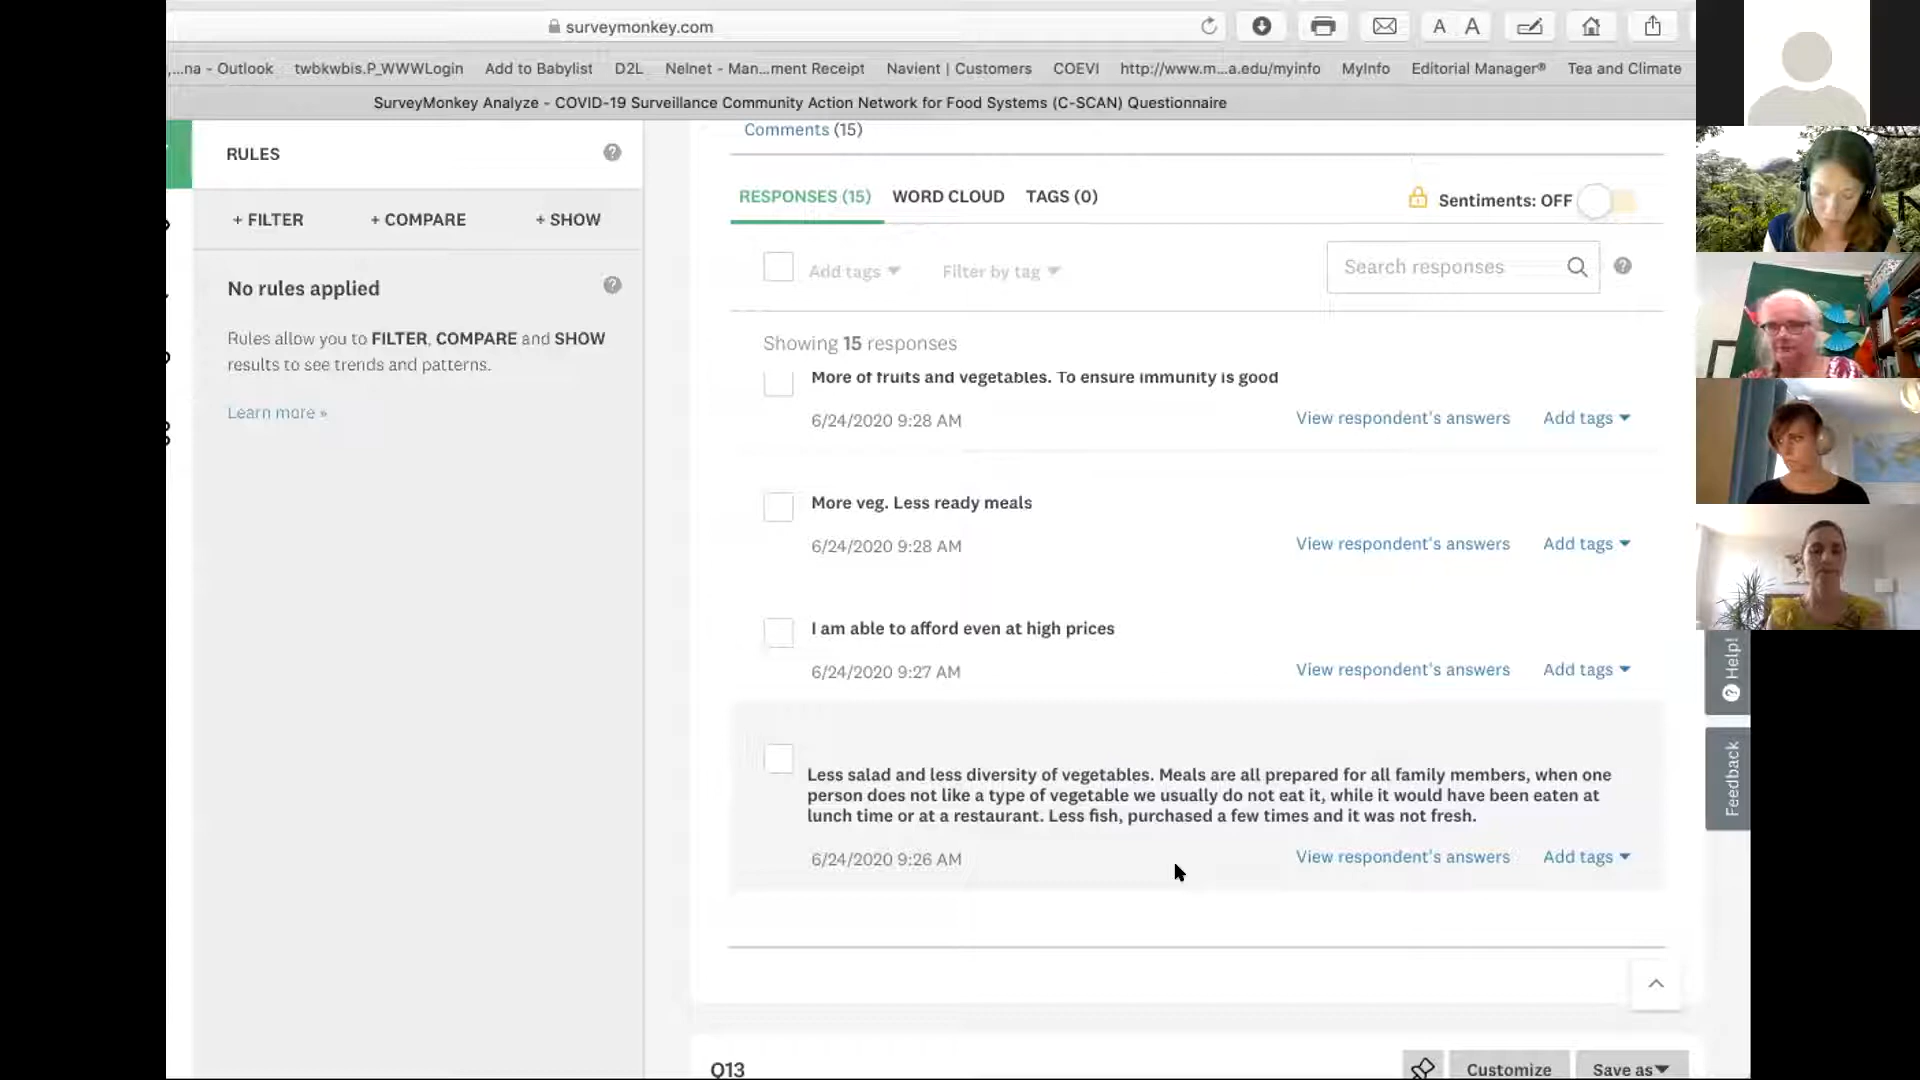 surveymonkey.com
A A
,...na - Outlook twbkwbis.P_WWWLogin Add to Babylist D2L Nelnet - Man...ment Receipt Navient | Customers COEVI http://www.m...a.edu/myinfo MyInfo Editorial Manager® Tea and Climate
SurveyMonkey Analyze - COVID-19 Surveillance Community Action Network for Food Systems (C-SCAN) Questionnaire
RULES
+ FILTER + COMPARE + SHOW
No rules applied
Rules allow you to FILTER, COMPARE and SHOW
results to see trends and patterns.
Learn more »
Comments (15)
RESPONSES (15) WORD CLOUD TAGS (0)
Sentiments: OFF
Add tags Filter by tag
Search responses
Showing 15 responses
More of fruits and vegetables. To ensure immunity is good
6/24/2020 9:28 AM View respondent's answers Add tags
More veg. Less ready meals
6/24/2020 9:28 AM View respondent's answers Add tags
I am able to afford even at high prices
6/24/2020 9:27 AM View respondent's answers Add tags
Less salad and less diversity of vegetables. Meals are all prepared for all family members, when one
person does not like a type of vegetable we usually do not eat it, while it would have been eaten at
lunch time or at a restaurant. Less fish, purchased a few times and it was not fresh.
6/24/2020 9:26 AM View respondent's answers Add tags
Help!
Feedback
Q13
Customize Save as